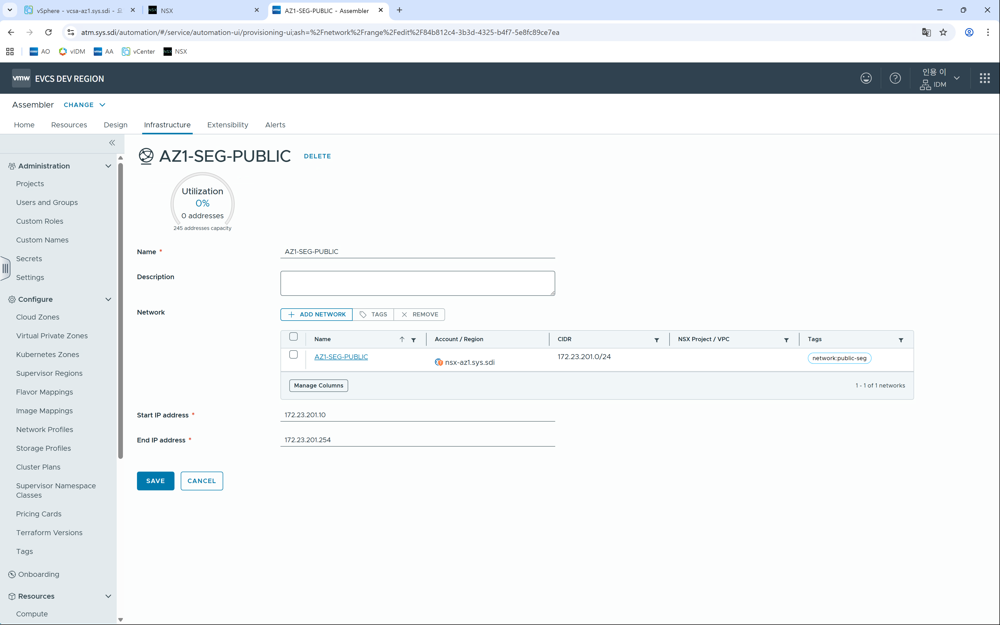 vSphere - vcsa-az1.sys.sdi - 요
NSX
NSX
AZ1-SEG-PUBLIC - Assembler
atm.sys.sdi/automation/#/service/automation-ui/provisioning-ui;ash=%2Fnetwork%2Frange%2Fedit%2F84b812c4-3b3d-4325-b4f7-5e8fc89ce7ea
AO
vIDM
AA
vCenter
NSX
NSX
vmw EVCS DEV REGION
인용 이
IDM
Assembler CHANGE
Home Resources Design Infrastructure Extensibility Alerts
Administration
Projects
Users and Groups
Custom Roles
Custom Names
Secrets
Settings
Configure
Cloud Zones
Virtual Private Zones
Kubernetes Zones
Supervisor Regions
Flavor Mappings
Image Mappings
Network Profiles
Storage Profiles
Cluster Plans
Supervisor Namespace
Classes
Pricing Cards
Terraform Versions
Tags
Onboarding
Resources
Compute
AZ1-SEG-PUBLIC DELETE
Utilization
0%
0 addresses
245 addresses capacity
Name * AZ1-SEG-PUBLIC
Description
Network
ADD NETWORK TAGS REMOVE
Name Account / Region CIDR NSX Project / VPC Tags
AZ1-SEG-PUBLIC nsx-az1.sys.sdi 172.23.201.0/24 network:public-seg
Manage Columns 1 - 1 of 1 networks
Start IP address * 172.23.201.10
End IP address * 172.23.201.254
SAVE CANCEL